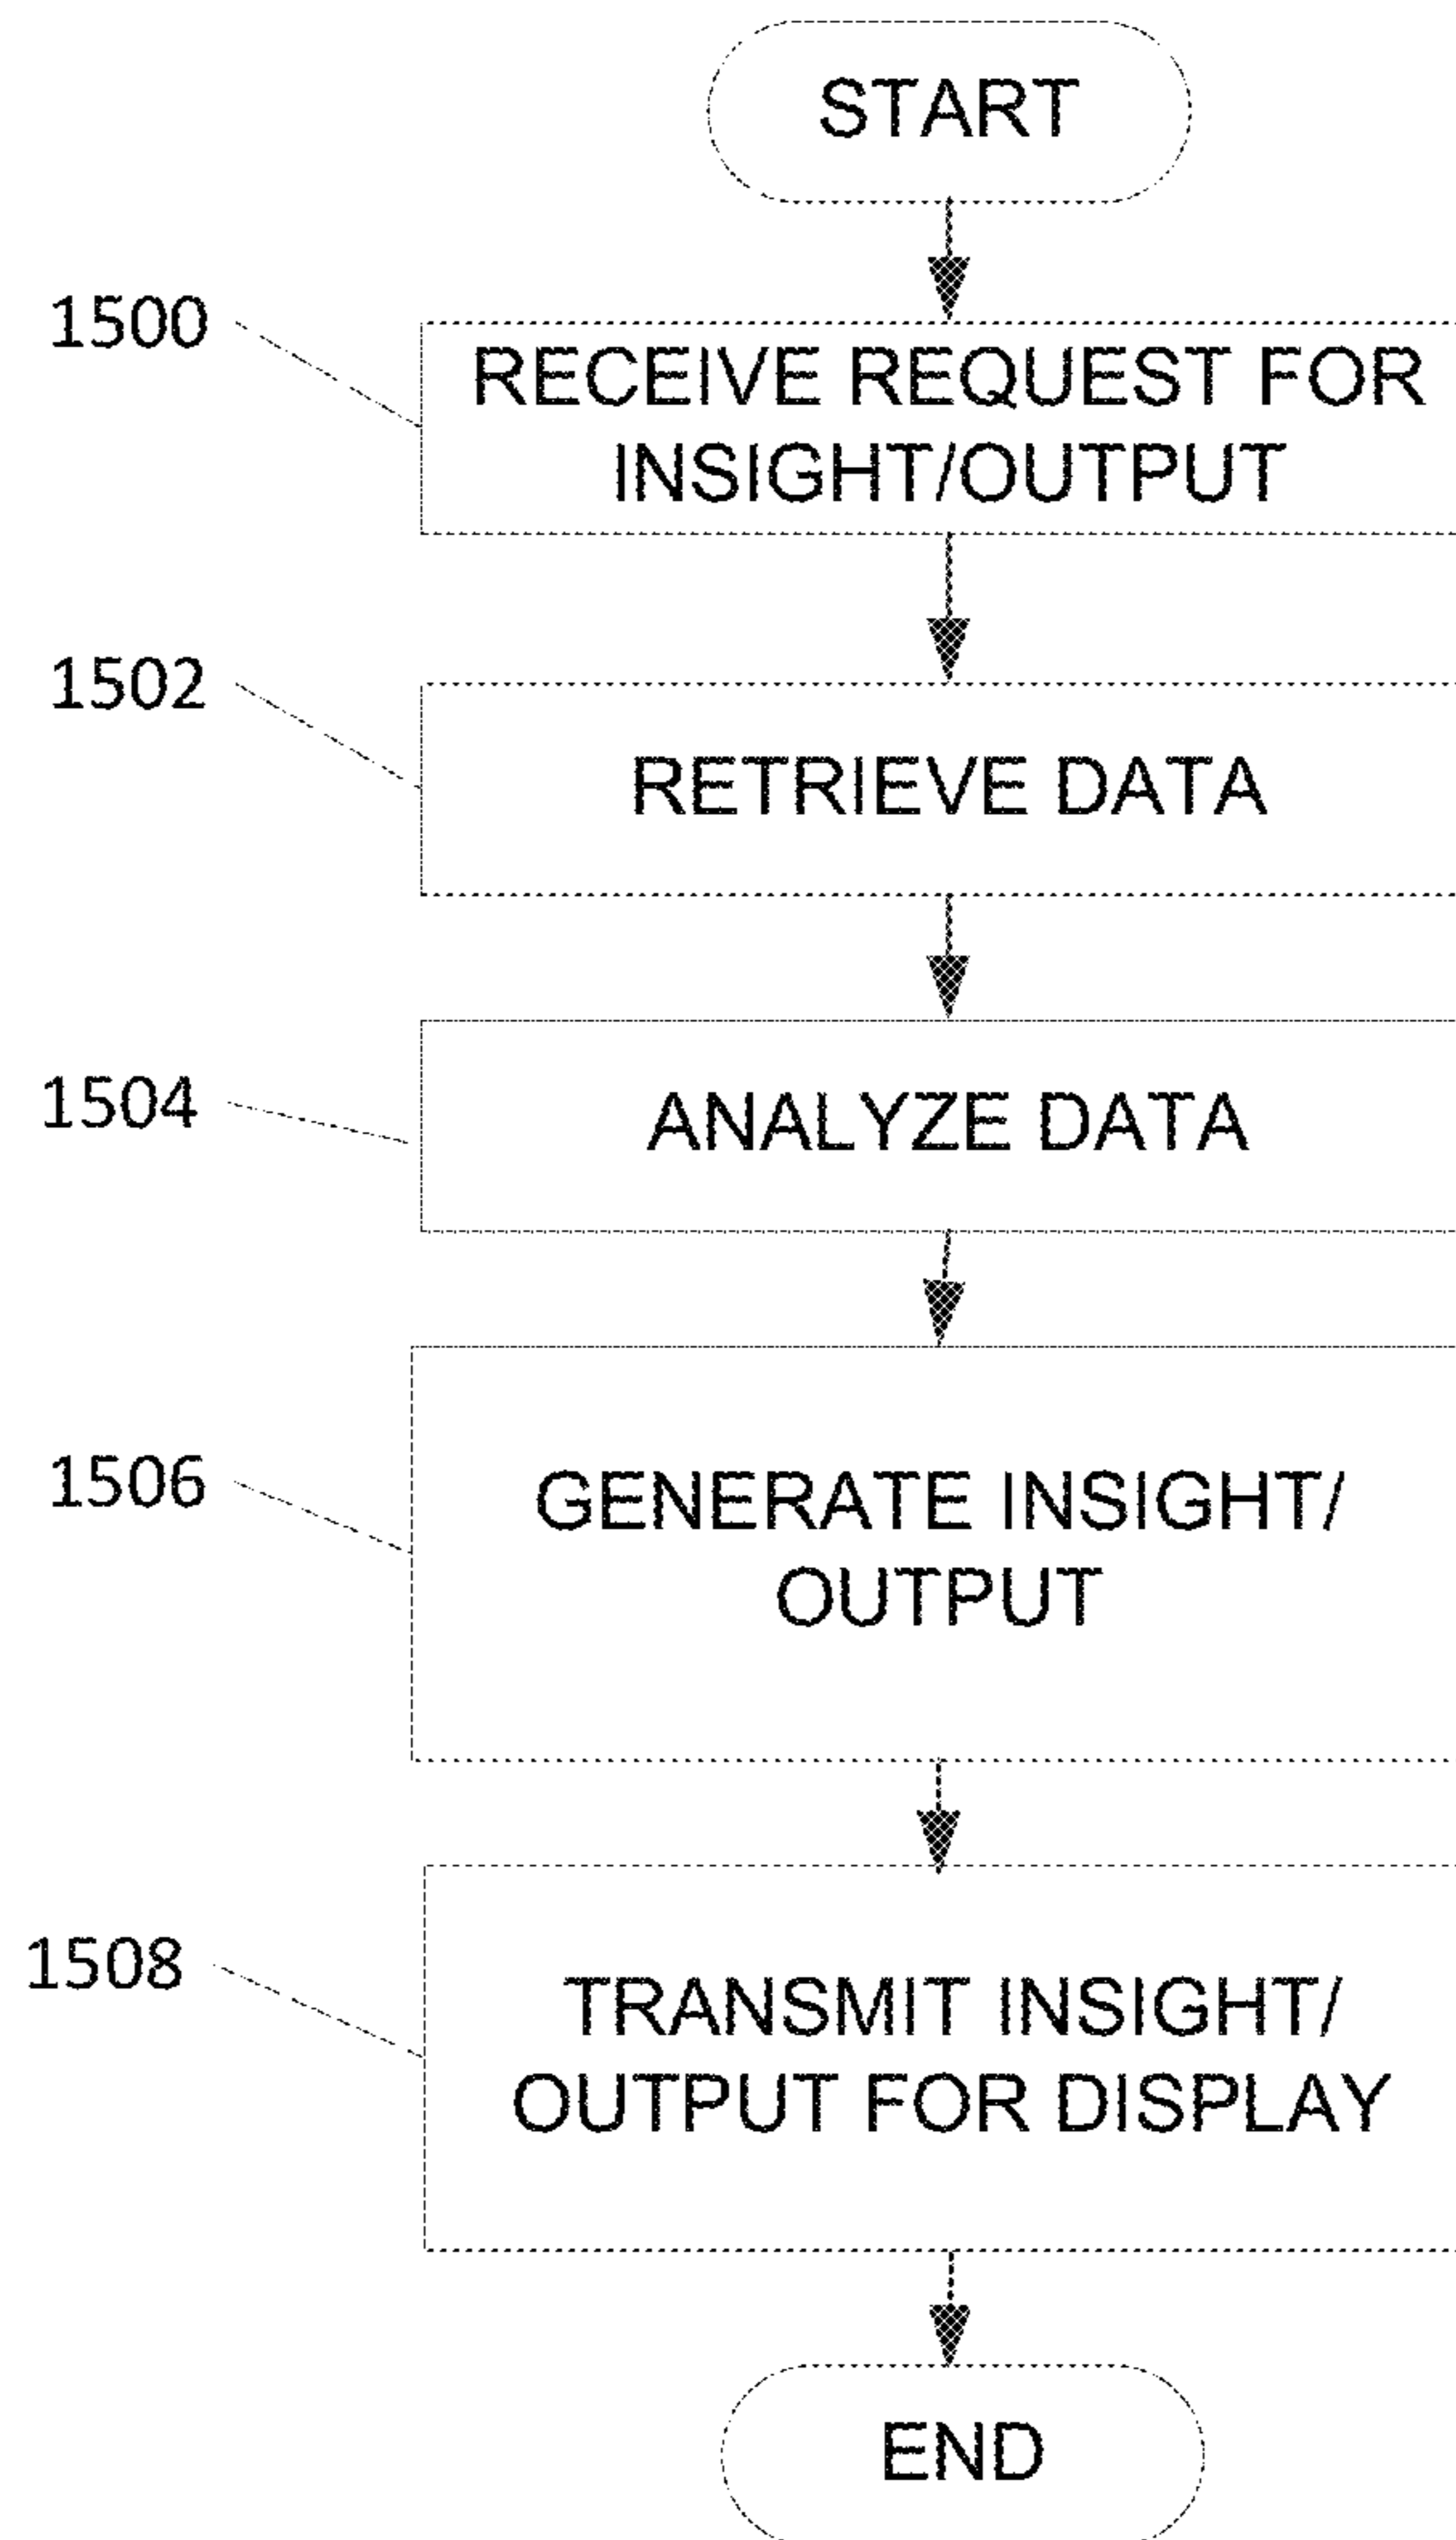 START
1500
RECEIVE REQUEST FOR
INSIGHT/OUTPUT
1502
RETRIEVE DATA
1504
ANALYZE DATA
1506
GENERATE INSIGHT/
OUTPUT
1508
TRANSMIT INSIGHT/
OUTPUT FOR DISPLAY
END